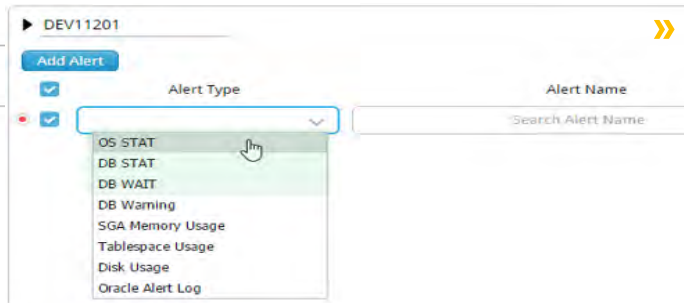 DEV11201
Add Alert
Alert Type Alert Name
Search Alert Name
OS STAT
DB STAT
DB WAIT
DB Warning
SGA Memory Usage
Tablespace Usage
Disk Usage
Oracle Alert Log